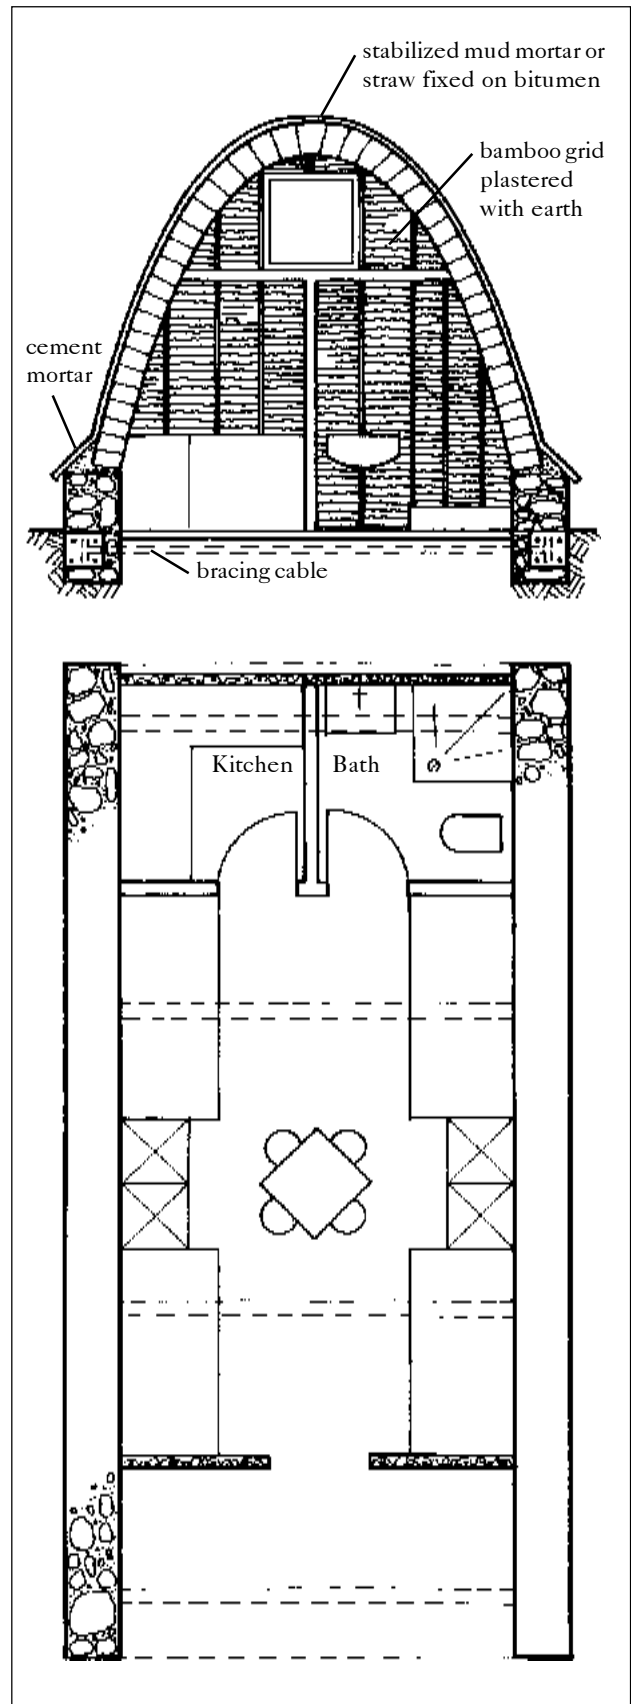 stabilized mud mortar or
straw fixed on bitumen
bamboo grid
plastered
with earth
cement
mortar
bracing cable
Kitchen
Bath